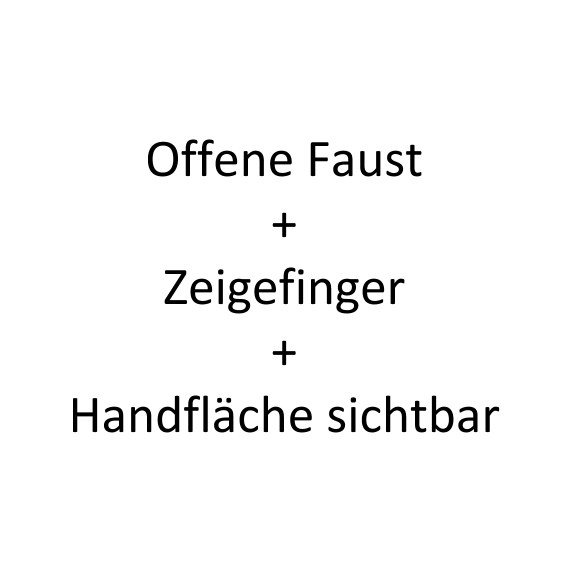 Offene Faust
+
Zeigefinger
+
Handfläche sichtbar